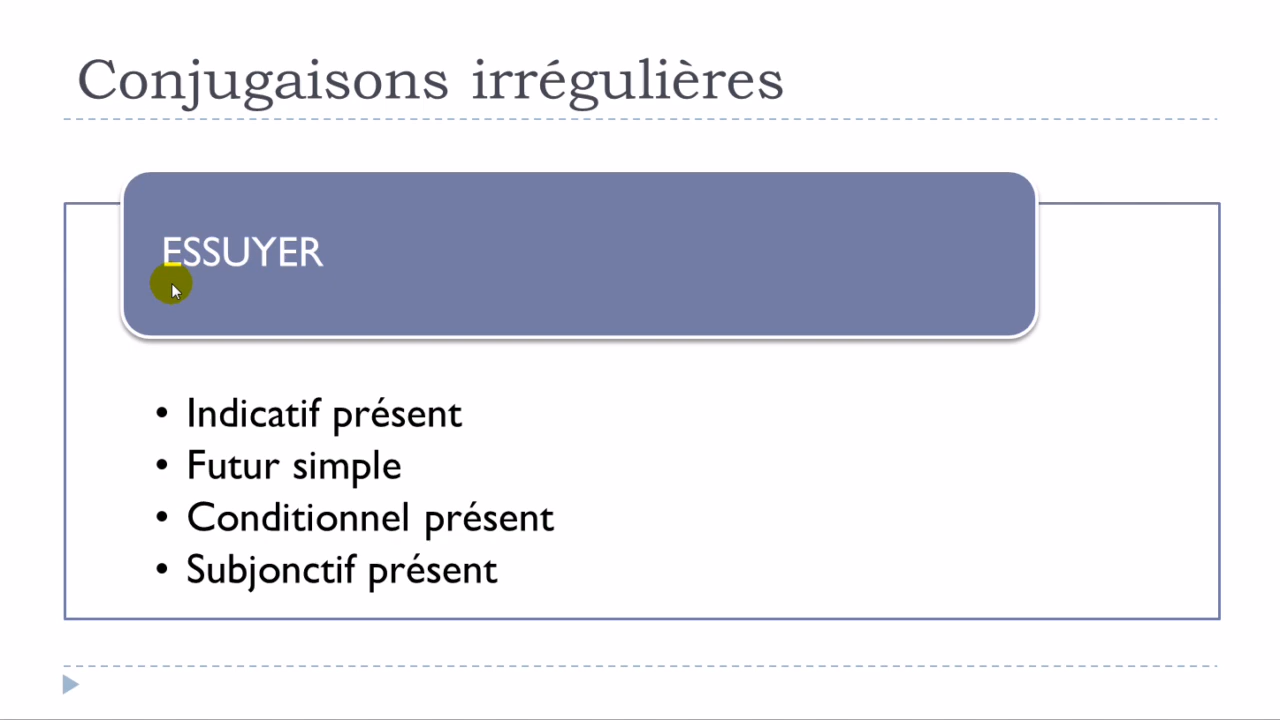 Conjugaisons irrégulières
ESSUYER
• Indicatif présent
• Futur simple
• Conditionnel présent
• Subjonctif présent